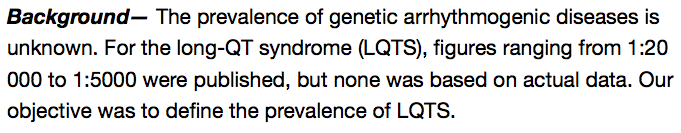 Background— The prevalence of genetic arrhythmogenic diseases is
unknown. For the long-QT syndrome (LQTS), figures ranging from 1:20
000 to 1:5000 were published, but none was based on actual data. Our
objective was to define the prevalence of LQTS.